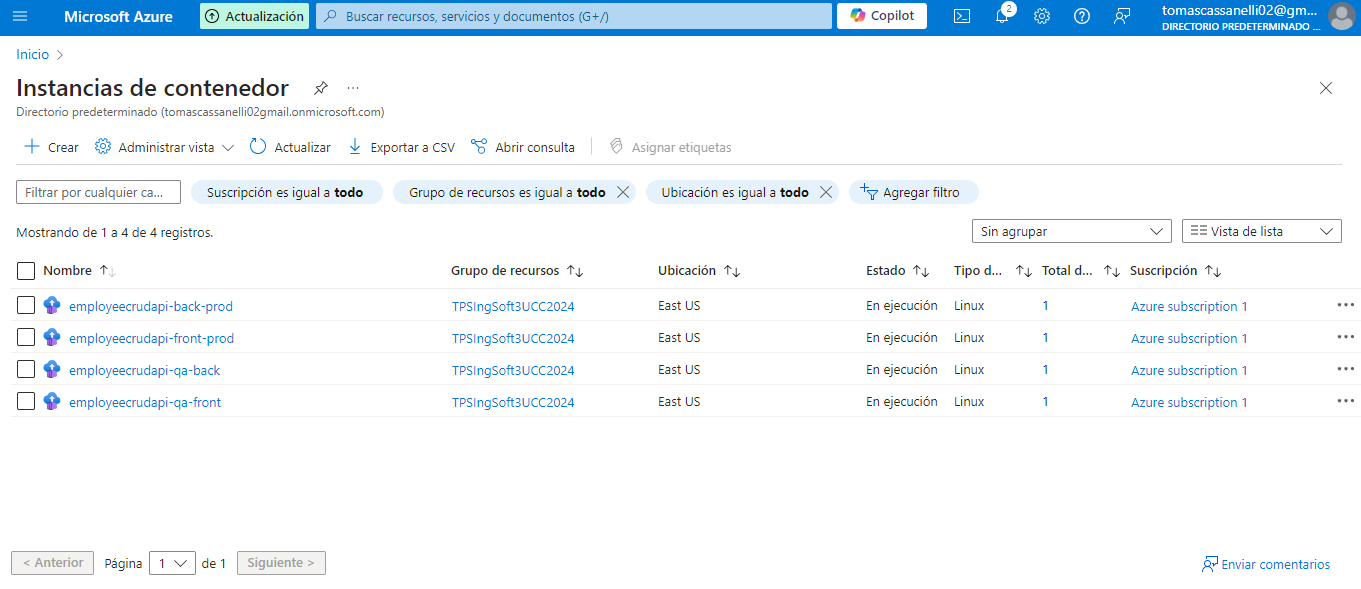 Microsoft Azure Actualización Buscar recursos, servicios y documentos (G+/) Copilot 2 tomascassanelli02@gm...
DIRECTORIO PREDETERMINADO ...
Inicio >
Instancias de contenedor ...
Directorio predeterminado (tomascassanelli02gmail.onmicrosoft.com)
Crear Administrar vista Actualizar Exportar a CSV Abrir consulta Asignar etiquetas
Filtrar por cualquier ca... Suscripción es igual a todo Grupo de recursos es igual a todo Ubicación es igual a todo Agregar filtro
Mostrando de 1 a 4 de 4 registros. Sin agrupar Vista de lista
Nombre Grupo de recursos Ubicación Estado Tipo d... Total d... Suscripción
employeecrudapi-back-prod TPSIngSoft3UCC2024 East US En ejecución Linux 1 Azure subscription 1 ...
employeecrudapi-front-prod TPSIngSoft3UCC2024 East US En ejecución Linux 1 Azure subscription 1 ...
employeecrudapi-qa-back TPSIngSoft3UCC2024 East US En ejecución Linux 1 Azure subscription 1 ...
employeecrudapi-qa-front TPSIngSoft3UCC2024 East US En ejecución Linux 1 Azure subscription 1 ...
< Anterior Página 1 de 1 Siguiente > Enviar comentarios